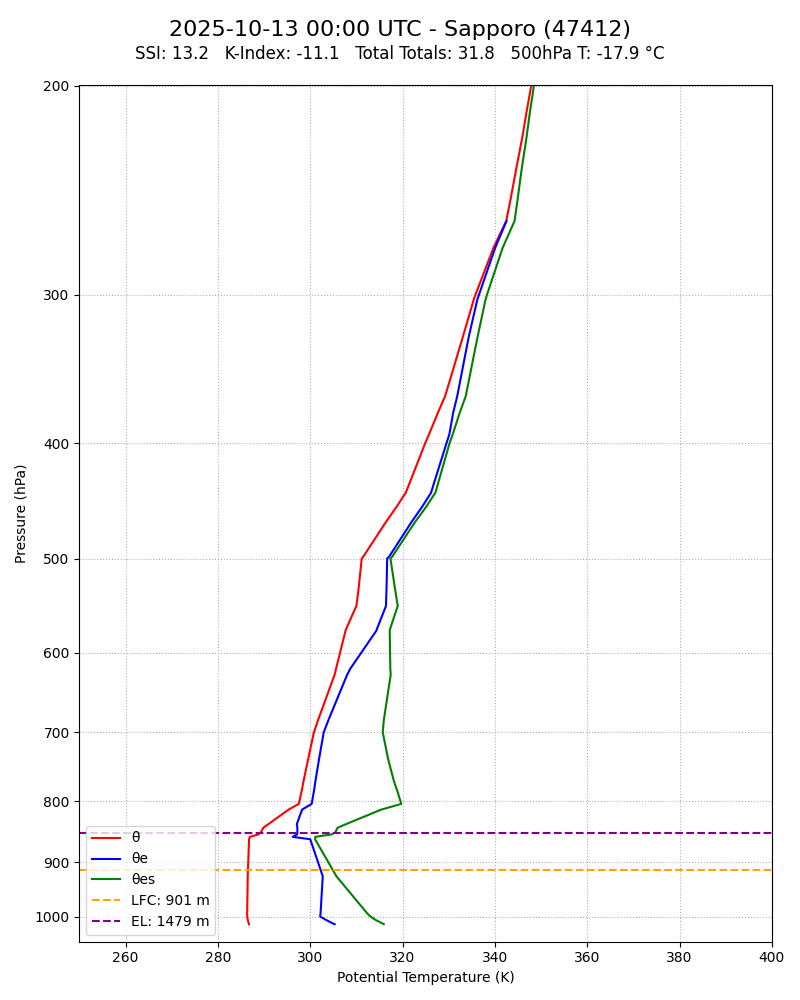 2025-10-13 00:00 UTC - Sapporo (47412)
SSI: 13.2   K-Index: -11.1   Total Totals: 31.8   500hPa T: -17.9 °C
200
300
400
500
600
700
800
900
1000
Pressure (hPa)
θ
θe
θes
LFC: 901 m
EL: 1479 m
260 280 300 320 340 360 380 400
Potential Temperature (K)